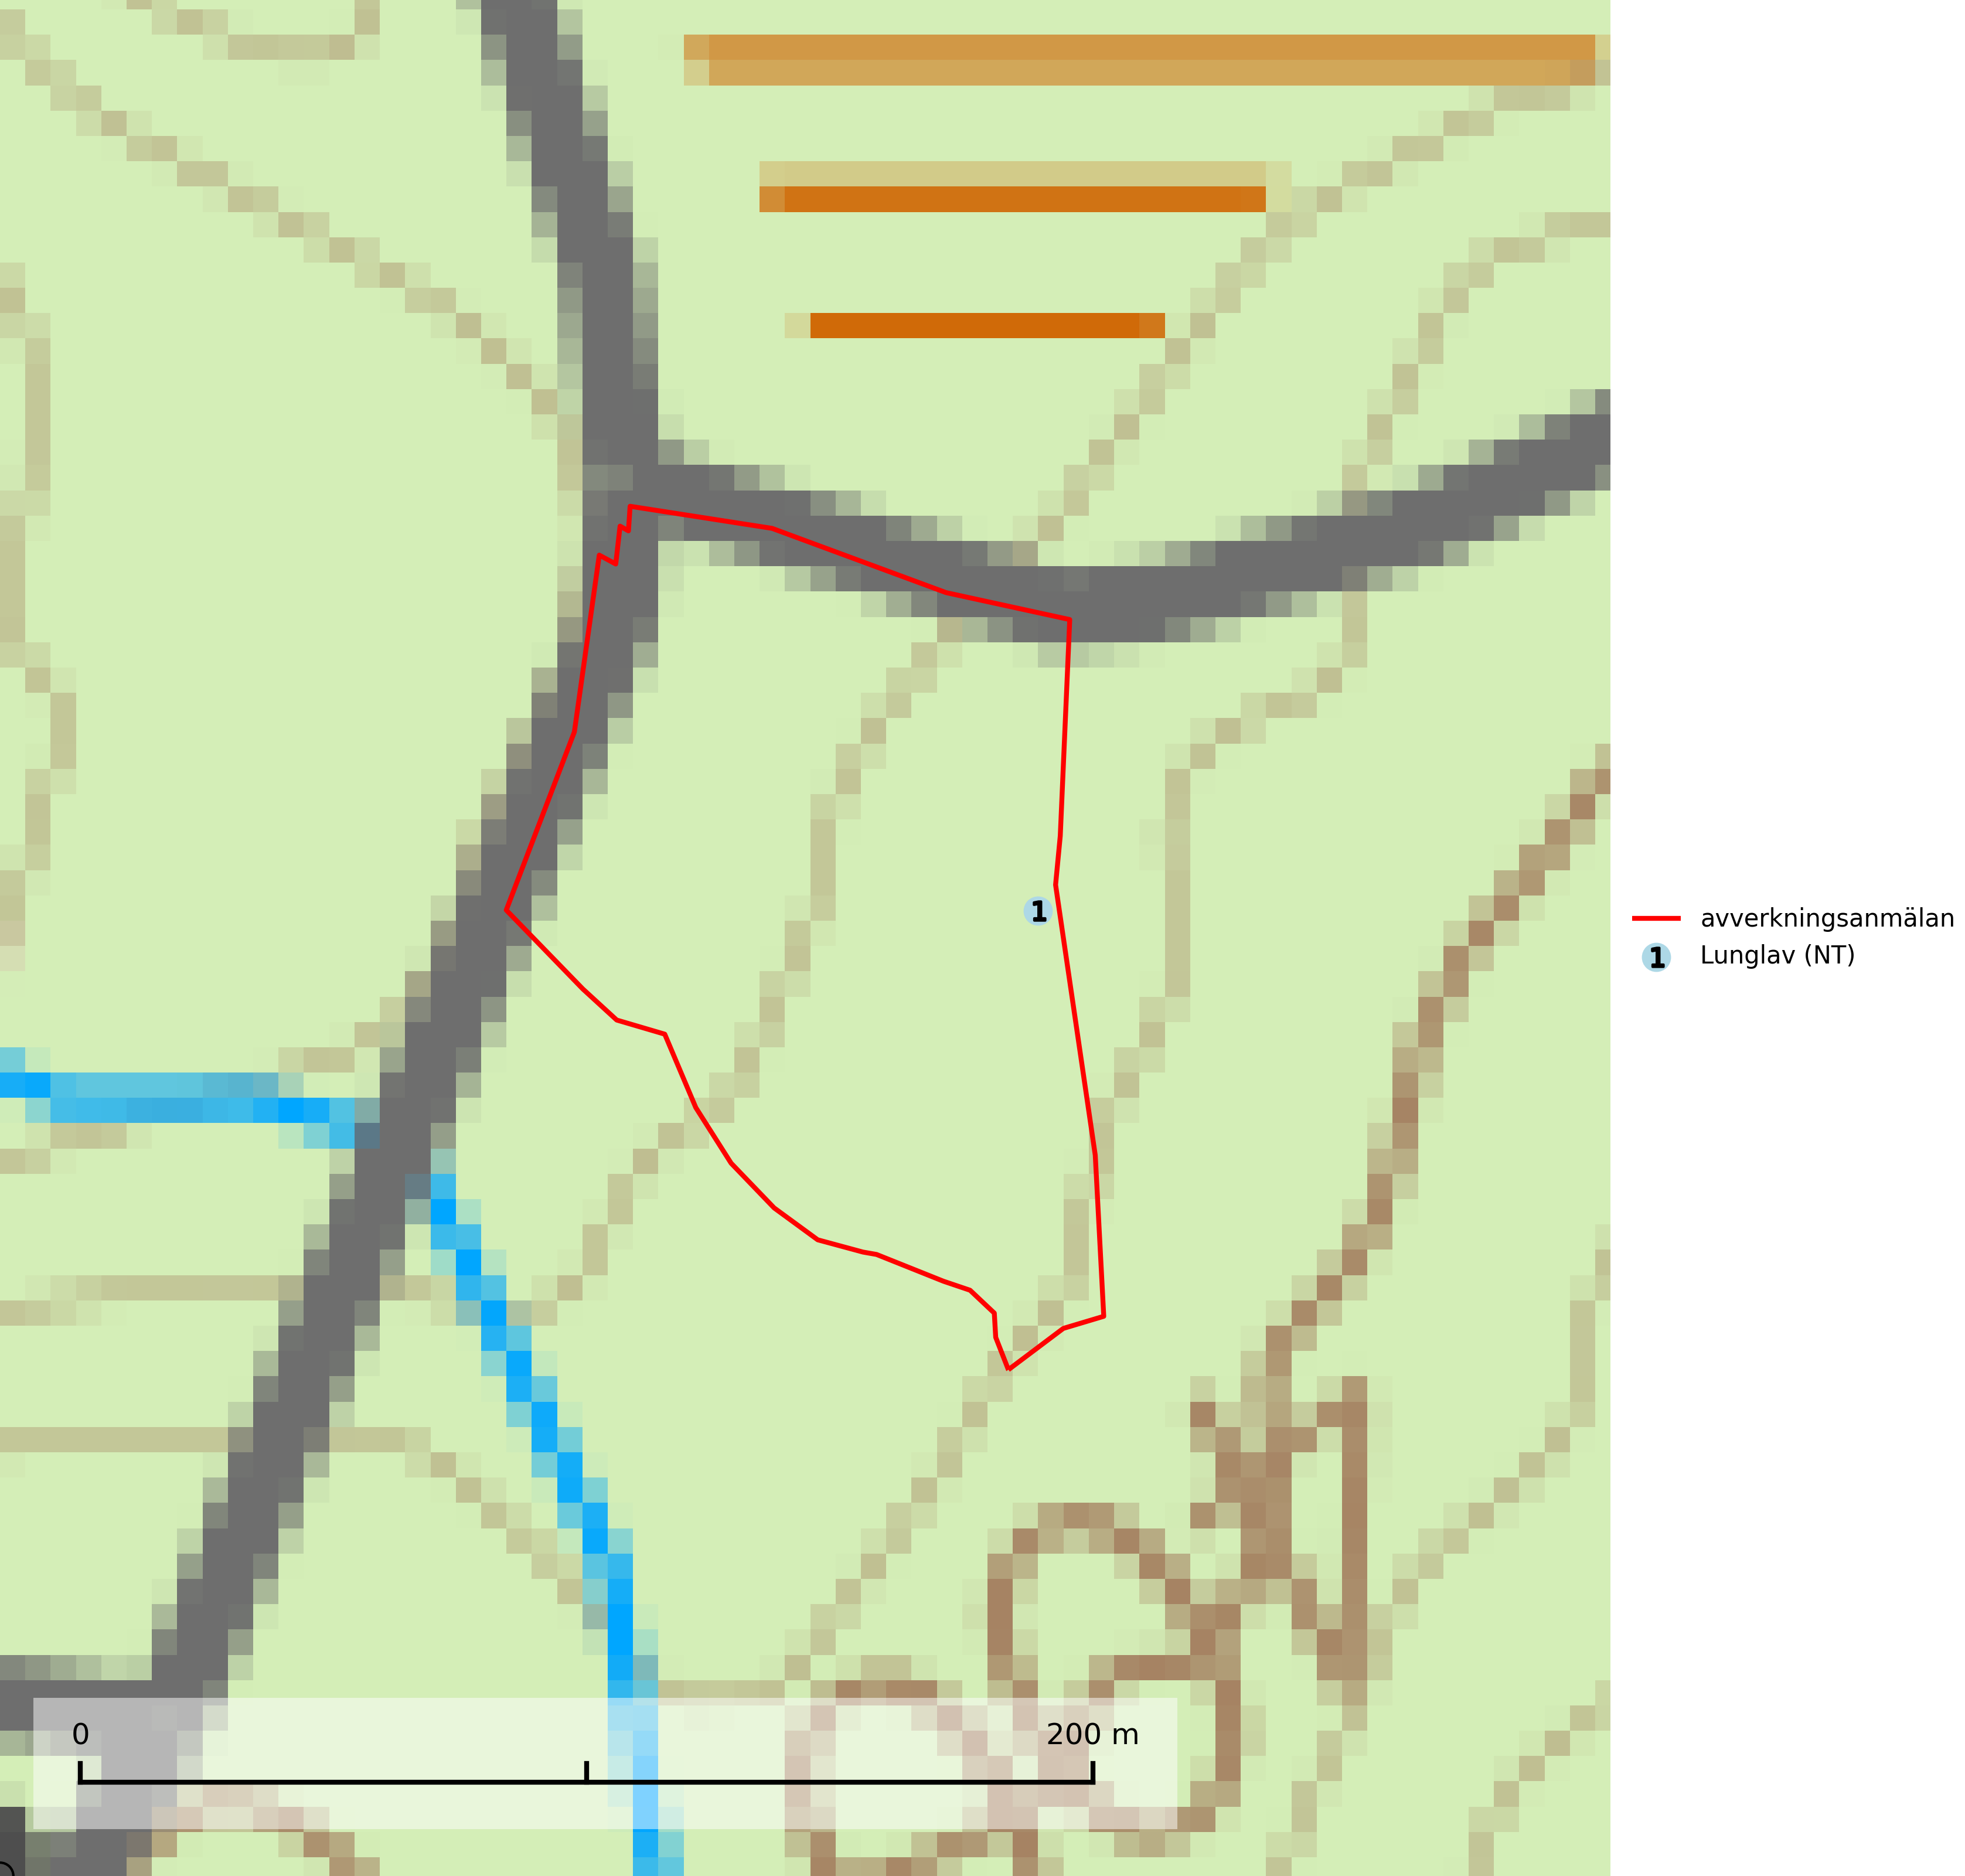 1
avverkningsanmälan
1 Lunglav (NT)
0 200 m